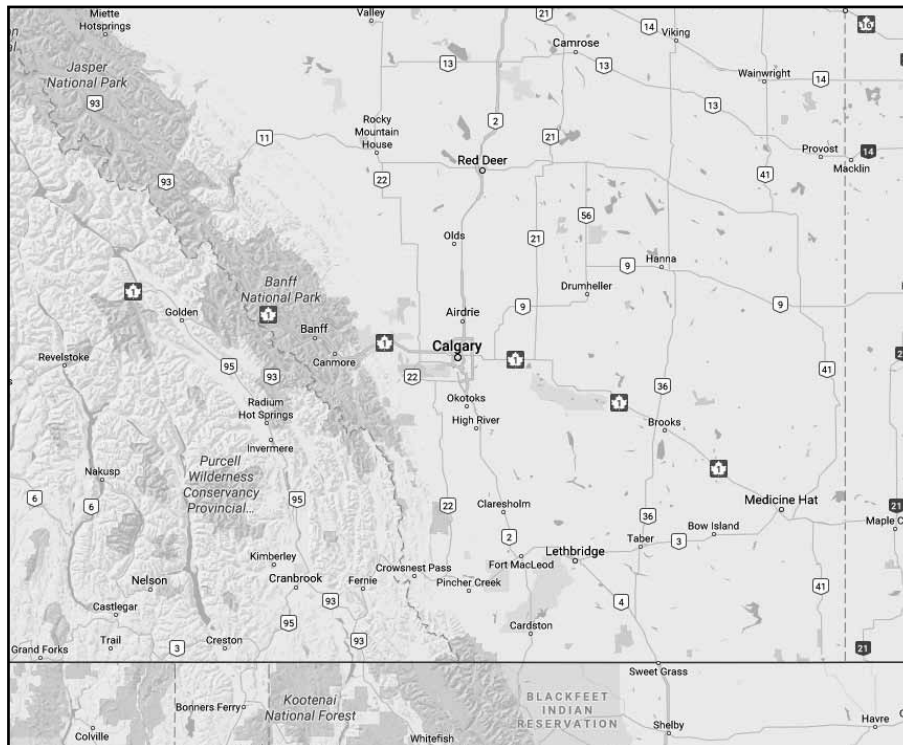 Miette
Hotsprings
Valley
21
14
Viking
16
Camrose
13
13
Wainwright
14
Jasper
National Park
93
2
13
Rocky
Mountain
House
11
21
Provost
14
Macklin
Red Deer
93
22
41
56
Olds
21
Hanna
9
Banff
National Park
Drumheller
1
9
9
Golden
1
Airdrie
Banff
Calgary
1
Revelstoke
Canmore
1
95
93
22
41
36
Radium
Hot Springs
Okotoks
1
High River
Brooks
Invermere
Purcell
Wilderness
Conservancy
Provincial...
1
Nakusp
6
6
95
22
Claresholm
Medicine Hat
21
36
Bow Island
Maple C
2
Taber
3
Kimberley
Lethbridge
Crowsnest Pass
Fort MacLeod
Nelson
Cranbrook
Fernie
Pincher Creek
41
93
4
Castlegar
95
Cardston
Trail
Creston
93
Grand Forks
3
21
Sweet Grass
Kootenai
National Forest
BLACKFEET
INDIAN
RESERVATION
Bonners Ferry
Colville
Whitefish
Shelby
Havre